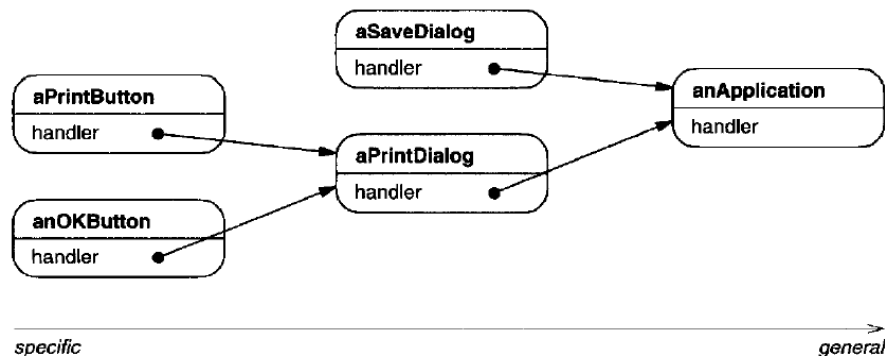 aSaveDialog
handler
aPrintButton
handler
anApplication
handler
aPrintDialog
handler
anOKButton
handler
specific
general